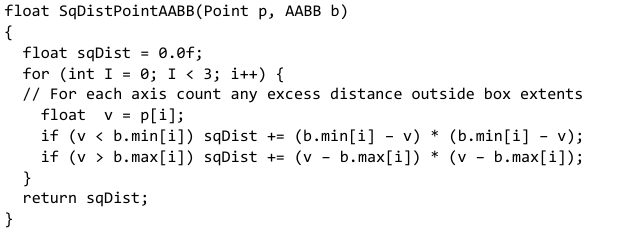 float SqDistPointAABB(Point p, AABB b)
{
  float sqDist = 0.0f;
  for (int I = 0; I < 3; i++) {
  // For each axis count any excess distance outside box extents
    float  v = p[i];
    if (v < b.min[i]) sqDist += (b.min[i] – v) * (b.min[i] – v);
    if (v > b.max[i]) sqDist += (v – b.max[i]) * (v – b.max[i]);
  }
  return sqDist;
}